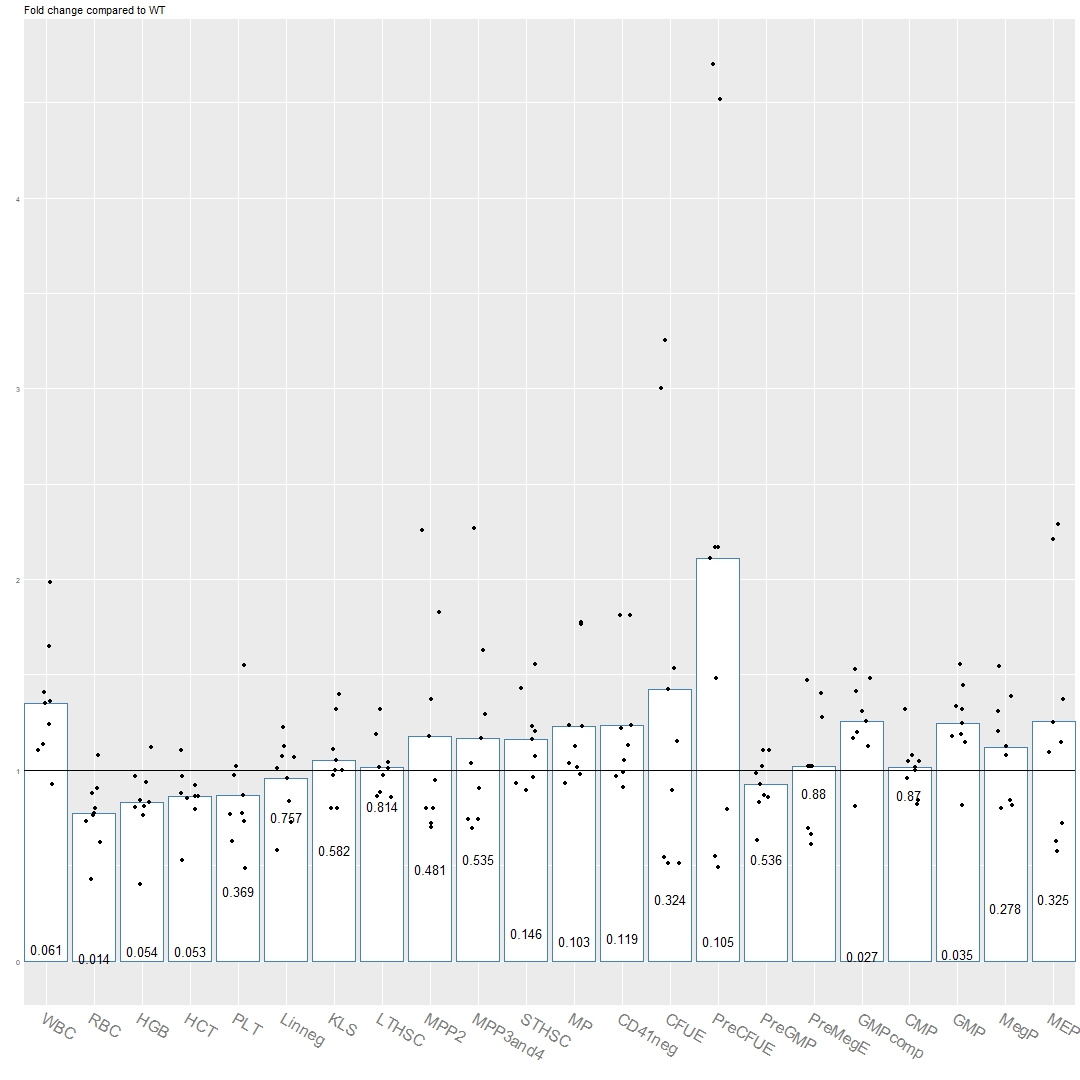 Fold change compared to WT
4
3
2
1
0
0.061
0.014
0.054
0.053
0.369
0.757
0.582
0.814
0.481
0.535
0.146
0.103
0.119
0.324
0.105
0.536
0.88
0.027
0.87
0.035
0.278
0.325
WBC
RBC
HGB
HCT
PLT
Linneg
KLS
LTHSC
MPP2
MPP3and4
STHSC
MP
CD41neg
CFUE
PreCFUE
PreGMP
PreMegE
GMPcomp
CMP
GMP
MegP
MEP